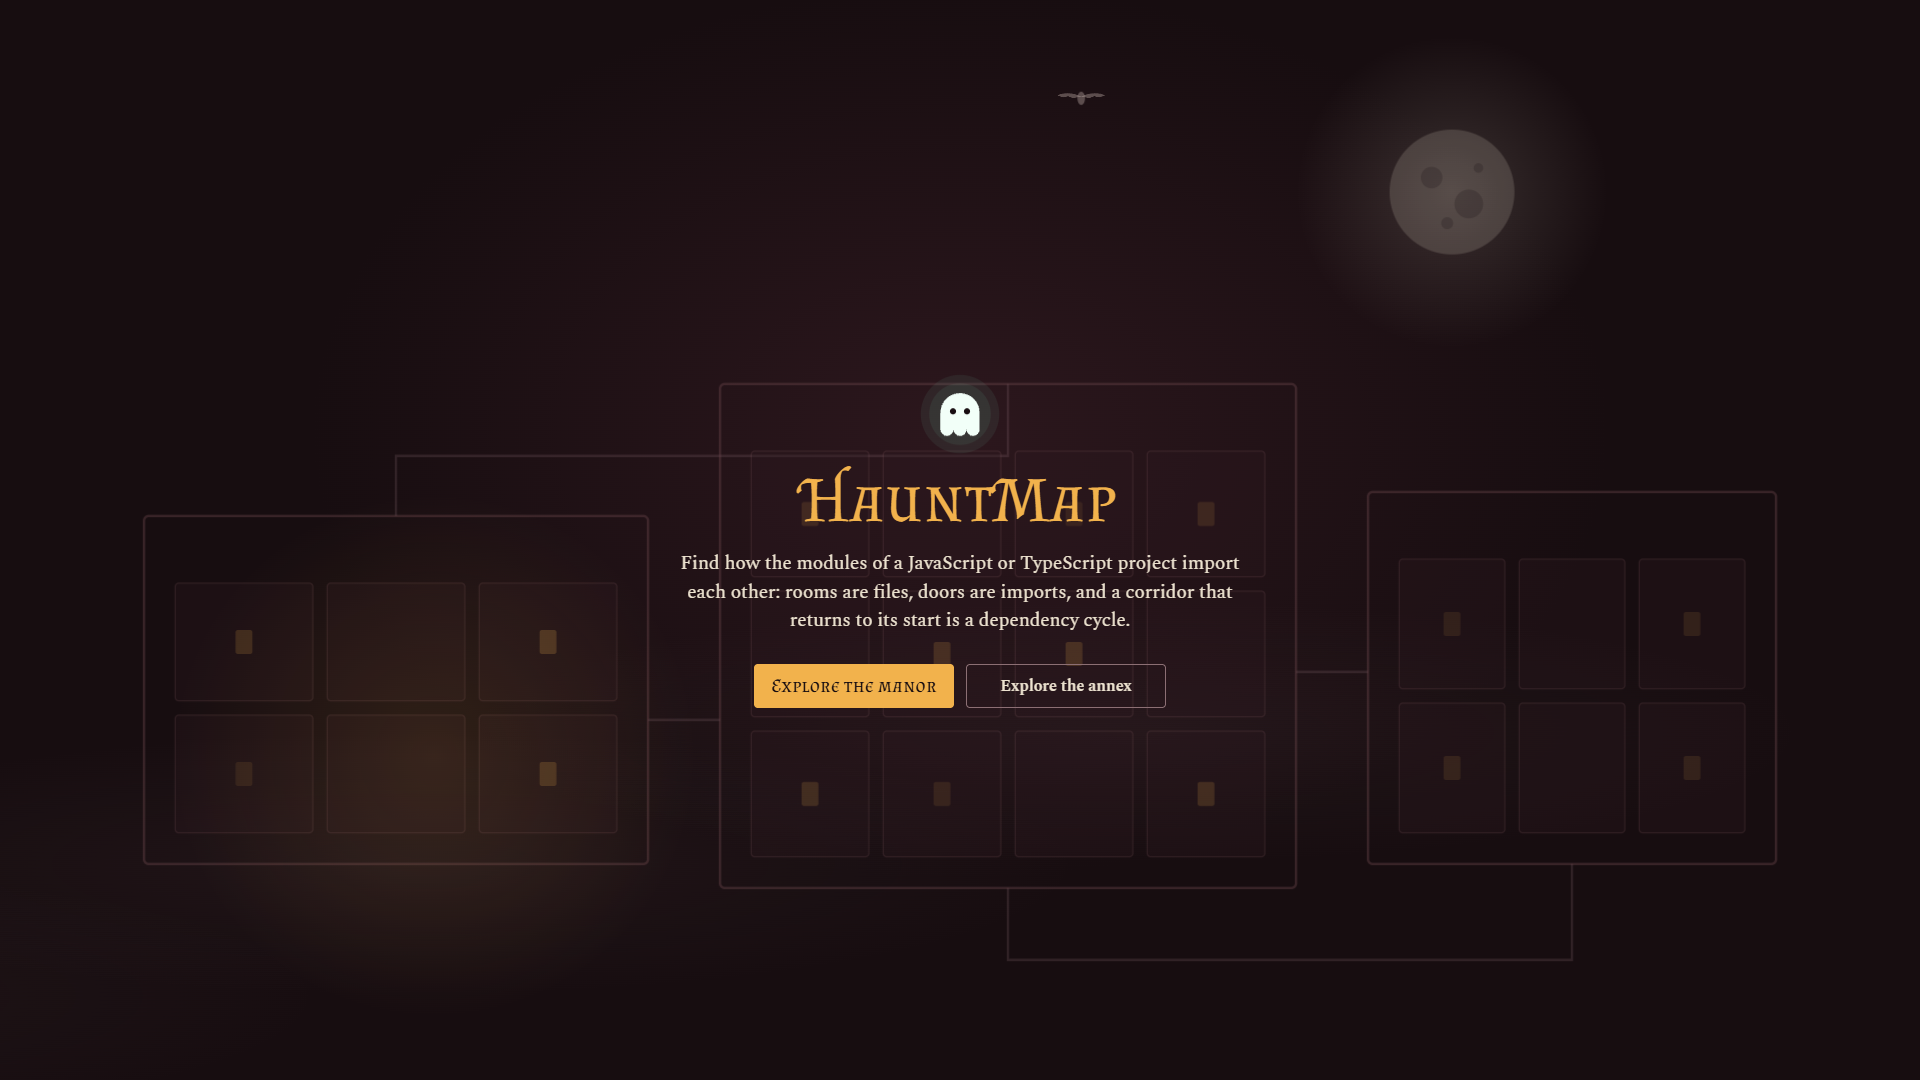 HauntMap
Find how the modules of a JavaScript or TypeScript project import
each other: rooms are files, doors are imports, and a corridor that
returns to its start is a dependency cycle.
Explore the manor
Explore the annex